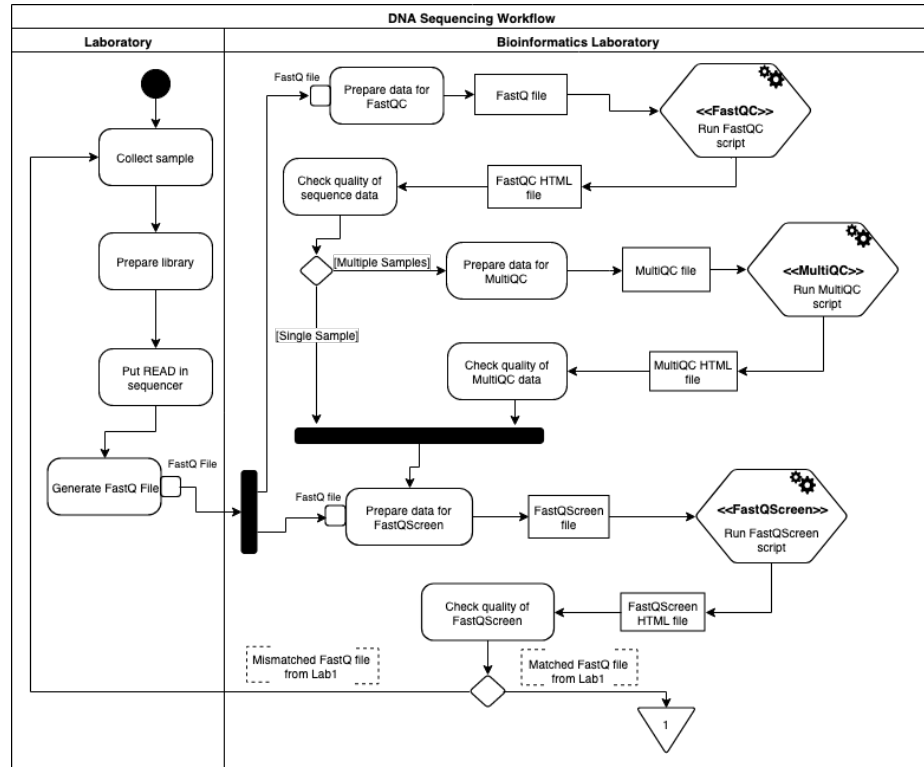 DNA Sequencing Workflow
Laboratory
Bioinformatics Laboratory
FastQ file
Prepare data for
FastQC
FastQ file
<<FastQC>>
Run FastQC
script
Collect sample
Check quality of
sequence data
FastQC HTML
file
Prepare library
[Multiple Samples]
Prepare data for
MultiQC
MultiQC file
<<MultiQC>>
Run MultiQC
script
[Single Sample]
Put READ in
sequencer
Check quality of
MultiQC data
MultiQC HTML
file
Generate FastQ File
FastQ File
FastQ file
Prepare data for
FastQScreen
FastQScreen
file
<<FastQScreen>>
Run FastQScreen
script
Check quality of
FastQScreen
FastQScreen
HTML file
Mismatched FastQ file
from Lab1
Matched FastQ file
from Lab1
1